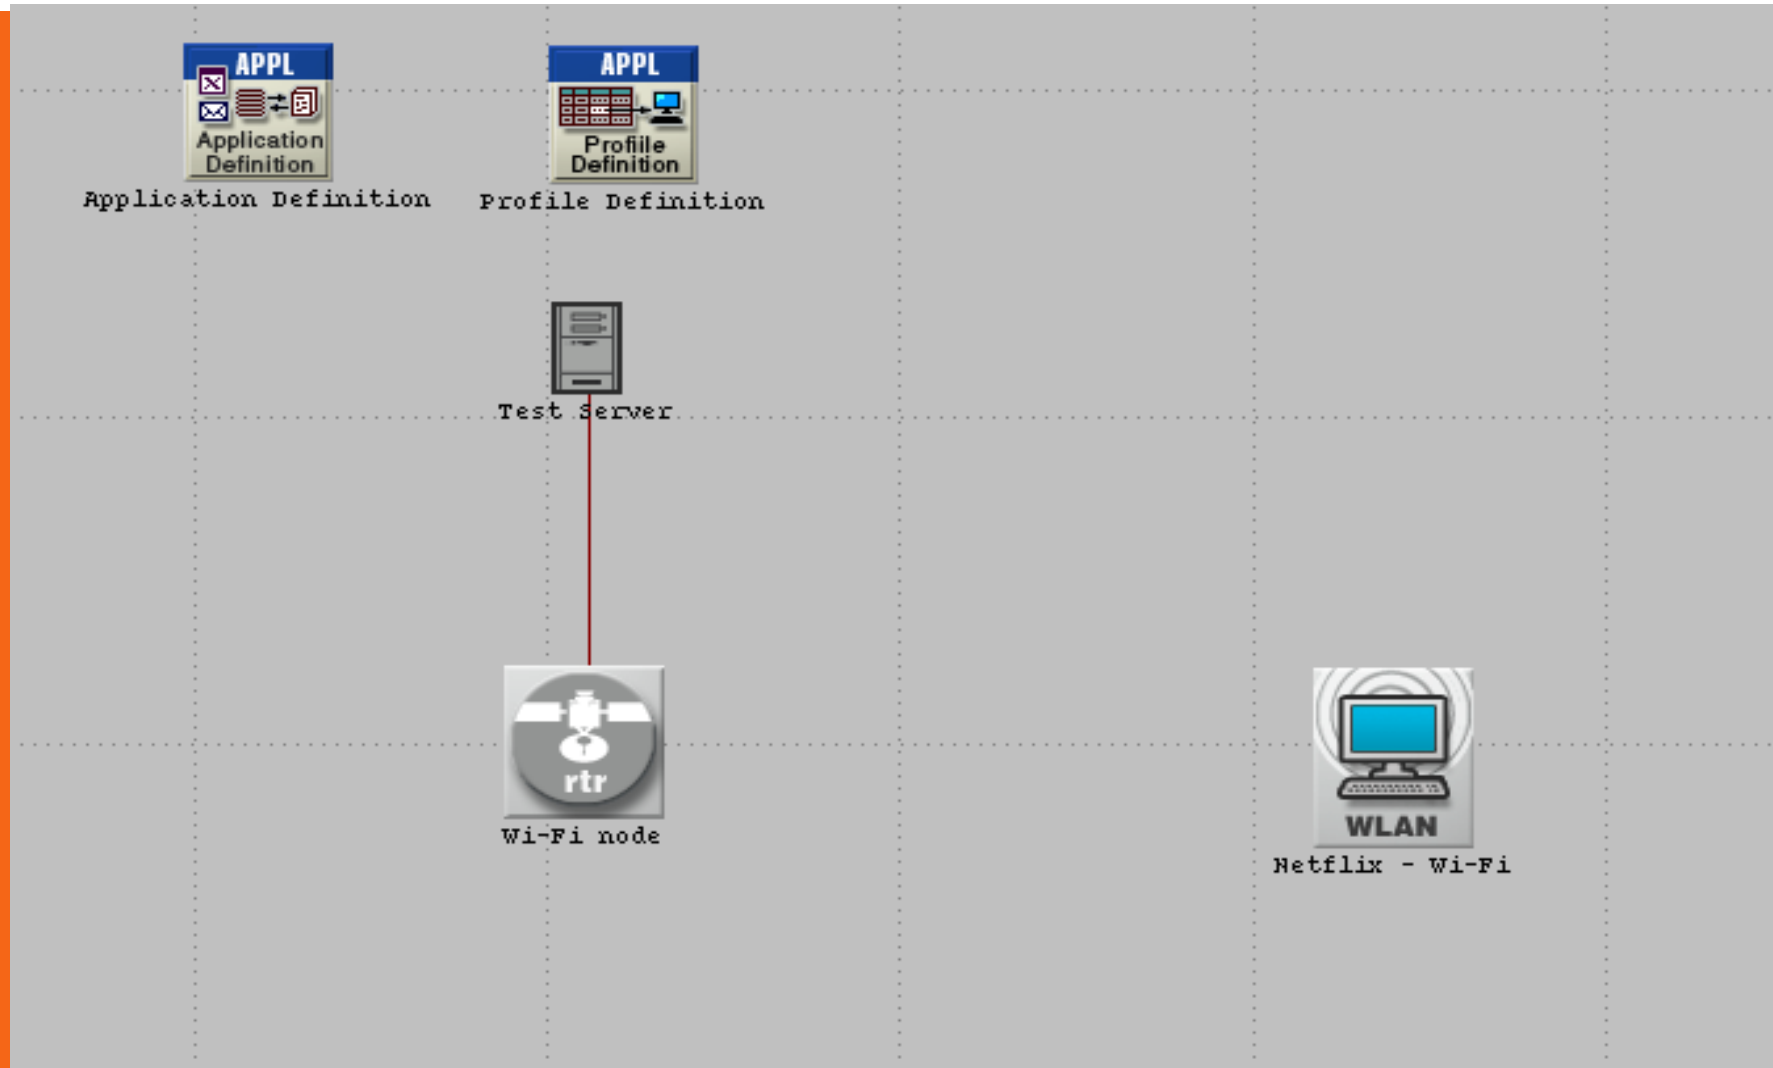 APPL
Application
Definition
Application Definition
APPL
Profiile
Definition
Profile Definition
Test Server
rtr
Wi-Fi node
WLAN
Netflix - Wi-Fi